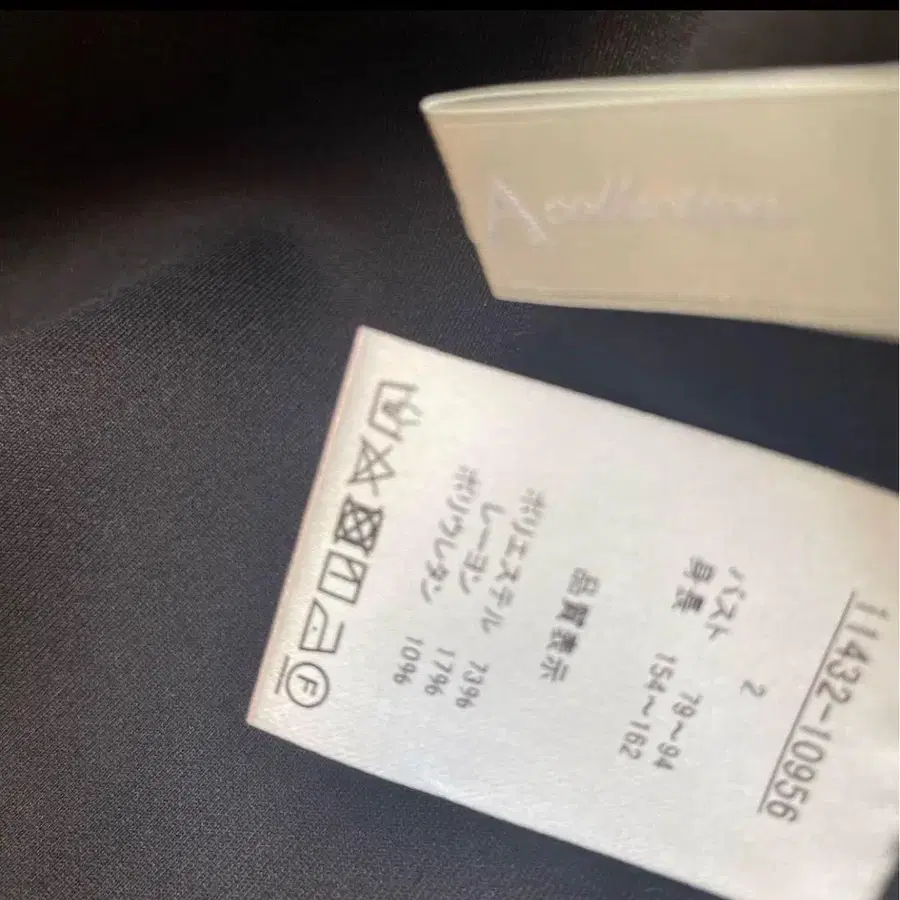 A collection
11432-10956
2
バスト 79~94
身長 154~162
品質表示
ポリエステル 73%
レーヨン 17%
ポリウレタン 10%
F